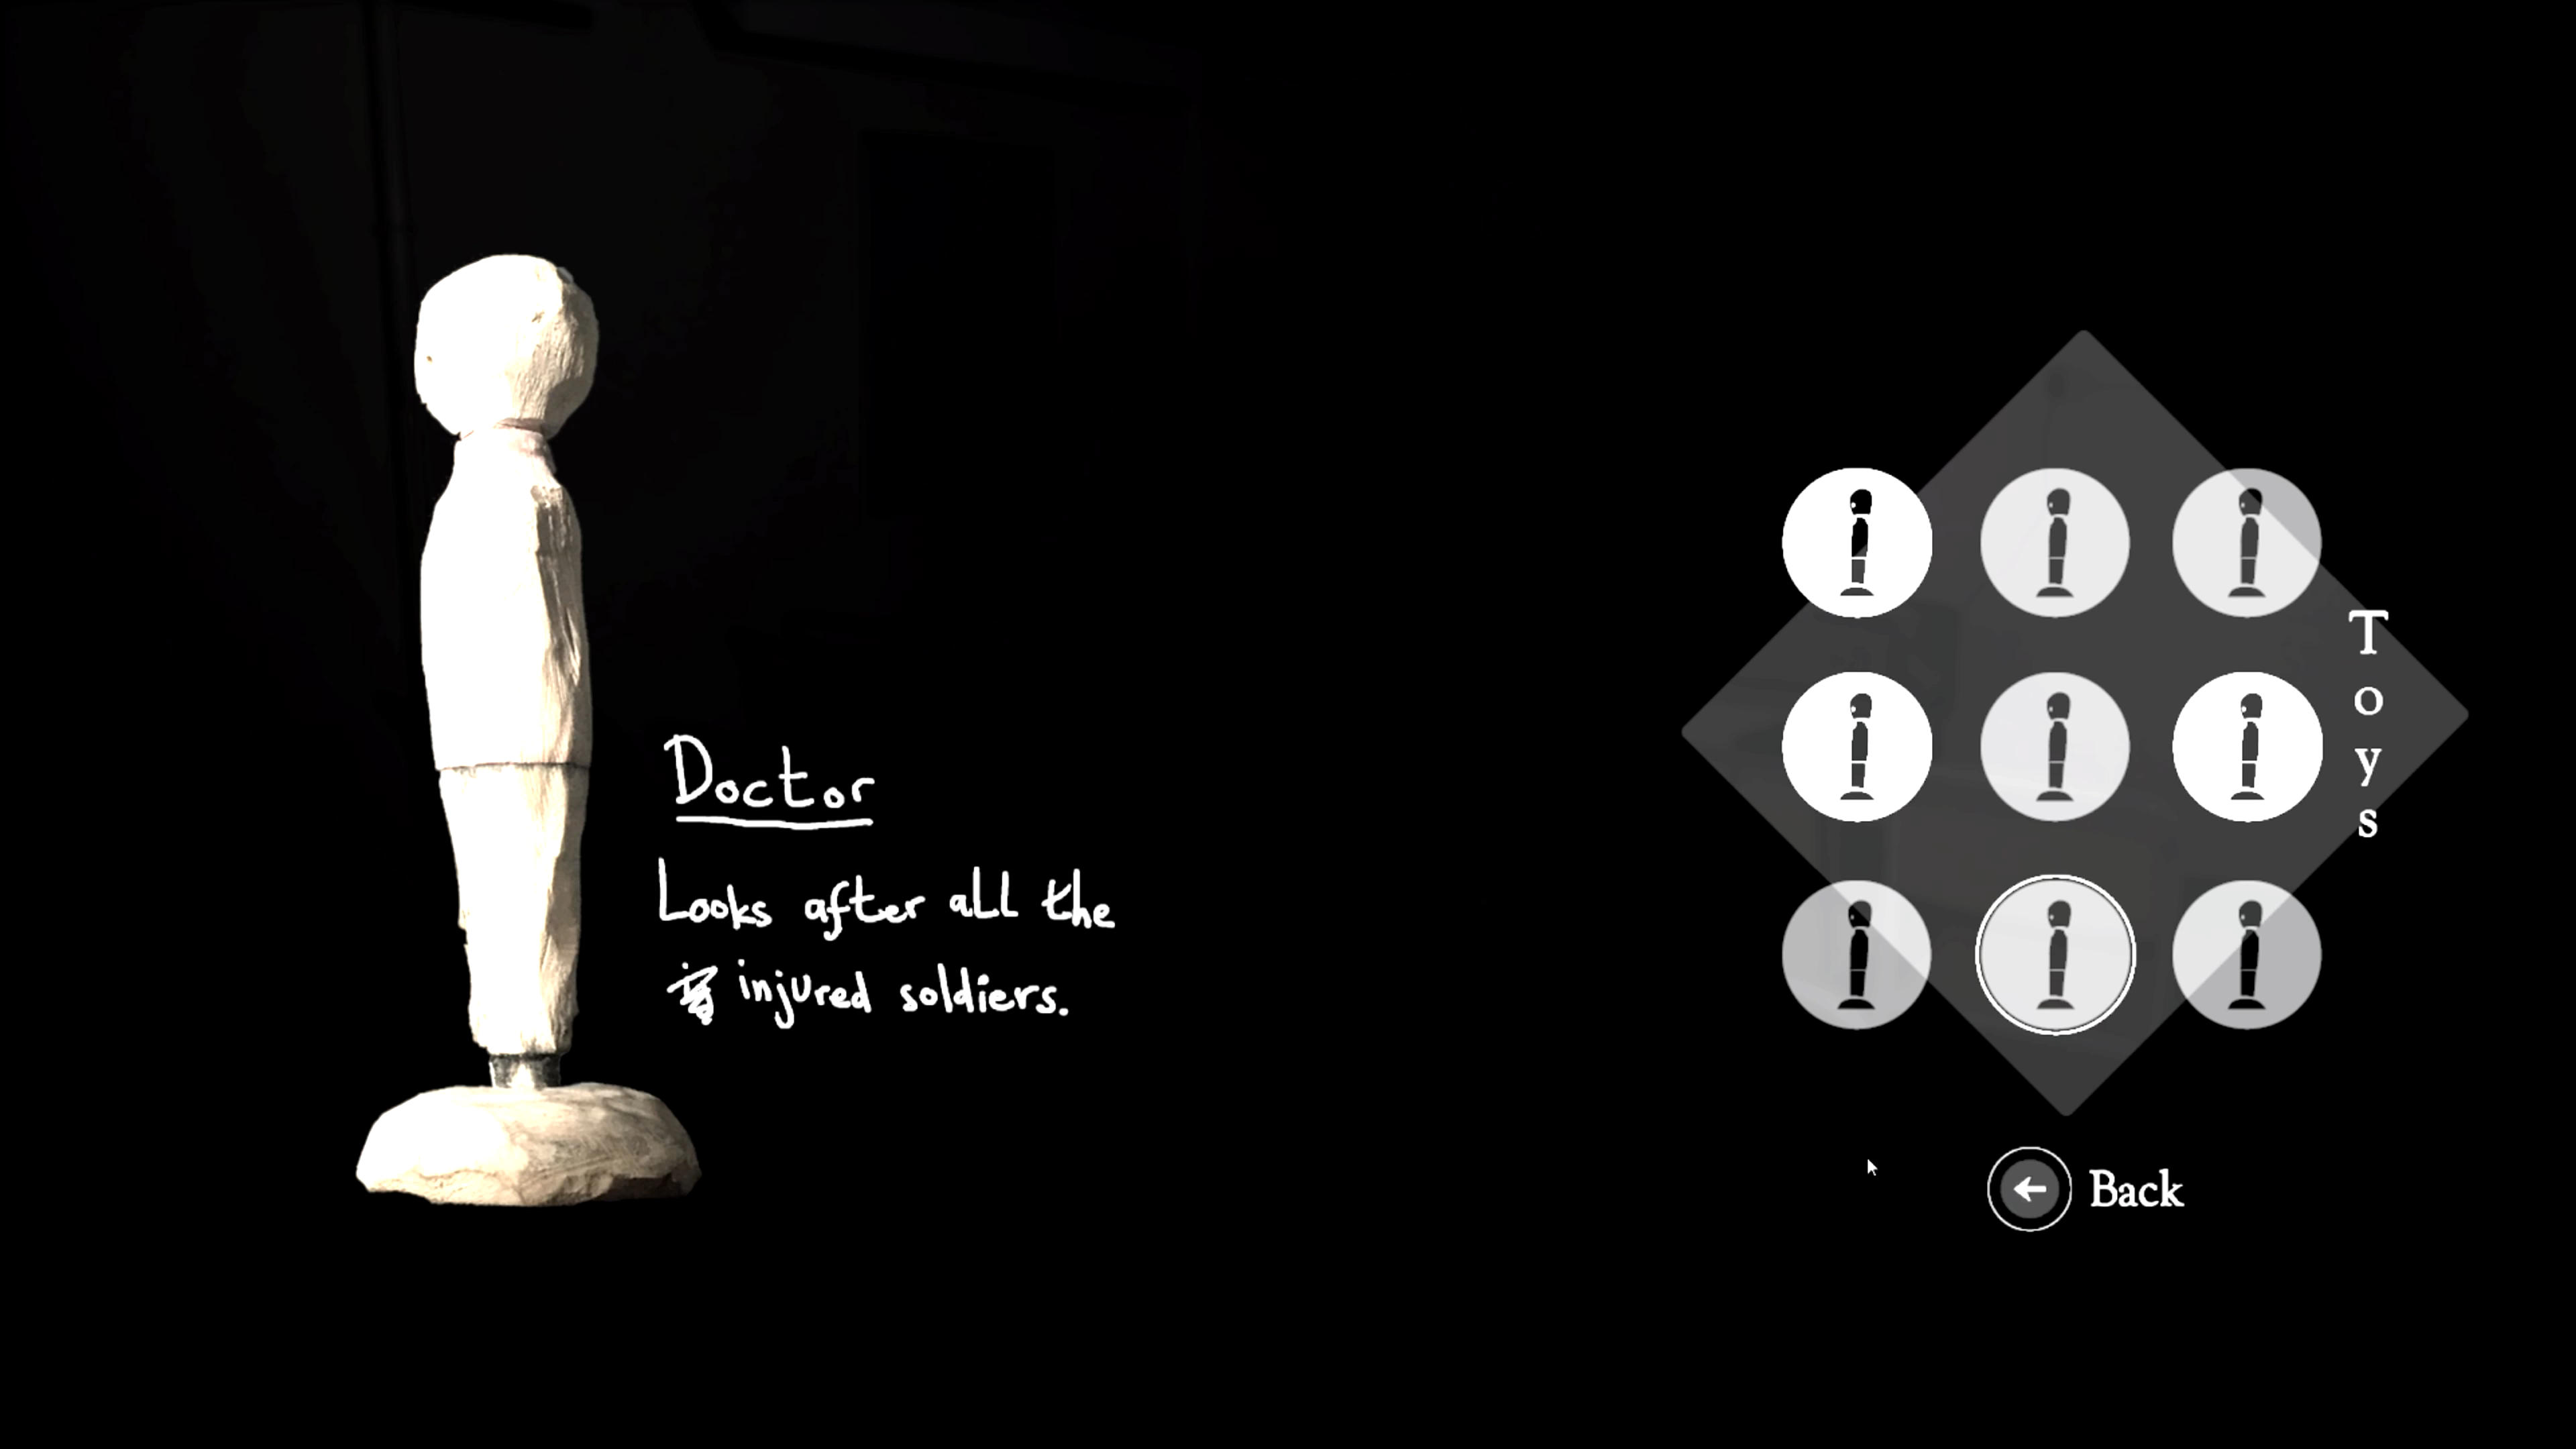 Doctor
Looks after all the
injured soldiers.
Toys
Back